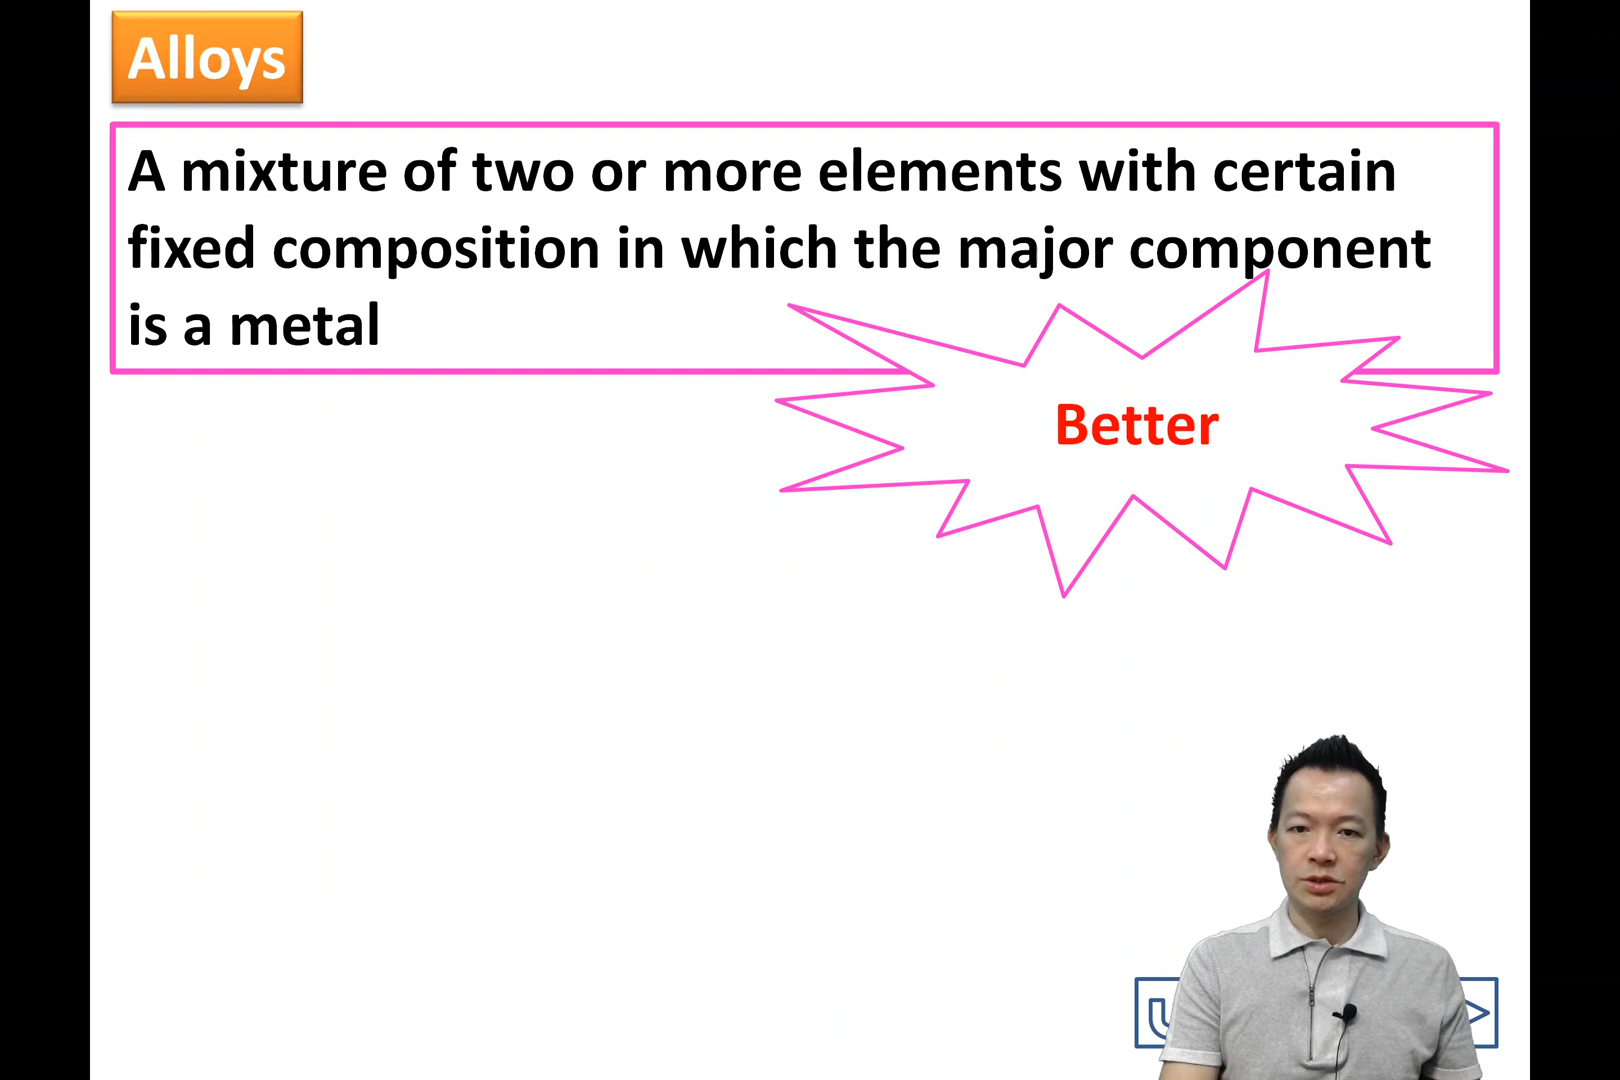 Alloys
A mixture of two or more elements with certain
fixed composition in which the major component
is a metal
Better